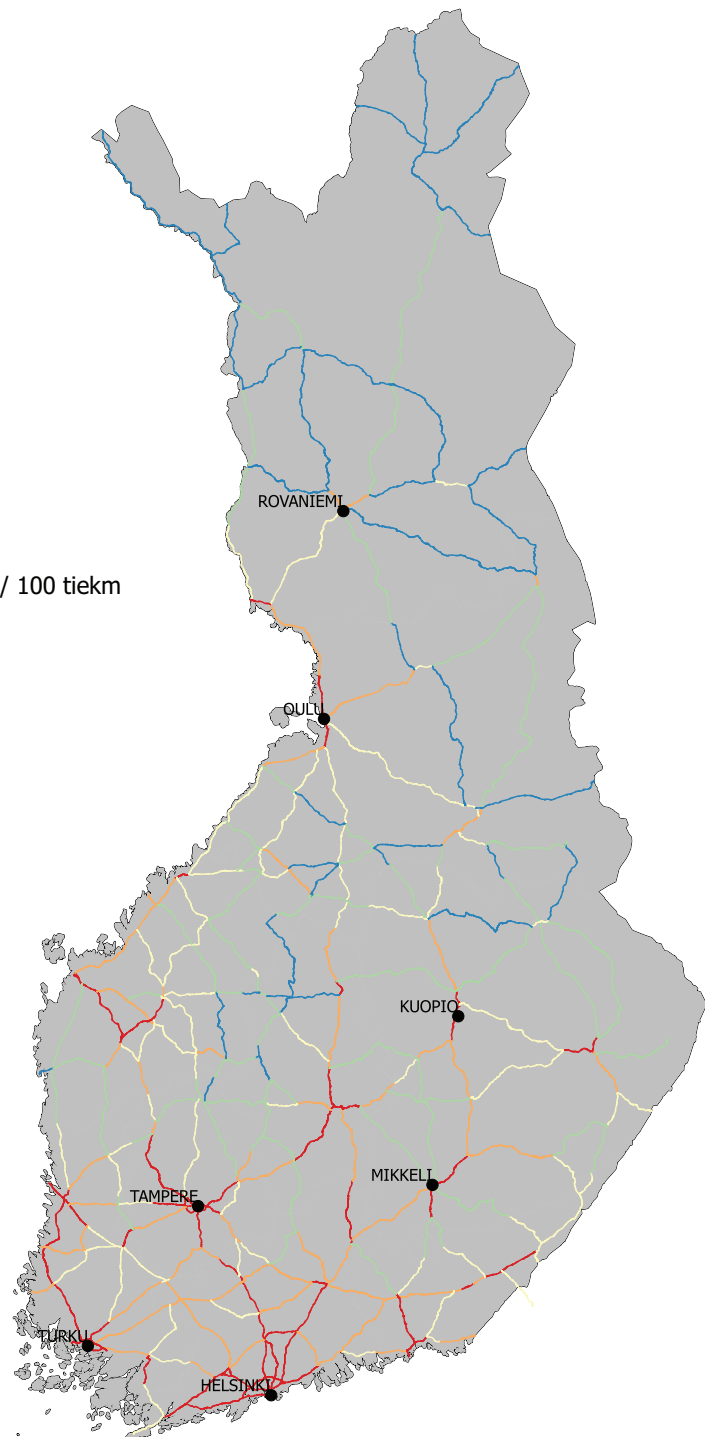 ROVANIEMI
/ 100 tiekm
OULU
KUOPIO
MIKKELI
TAMPERE
TURKU
HELSINKI